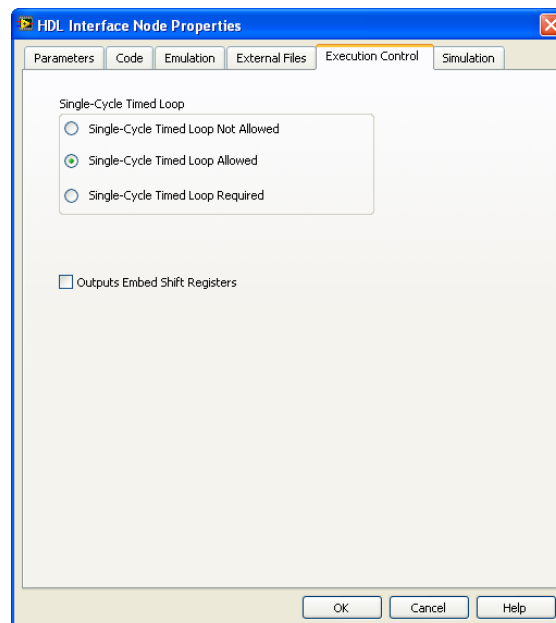 HDL Interface Node Properties
Parameters Code Emulation External Files Execution Control Simulation
Single-Cycle Timed Loop
Single-Cycle Timed Loop Not Allowed
Single-Cycle Timed Loop Allowed
Single-Cycle Timed Loop Required
Outputs Embed Shift Registers
OK Cancel Help